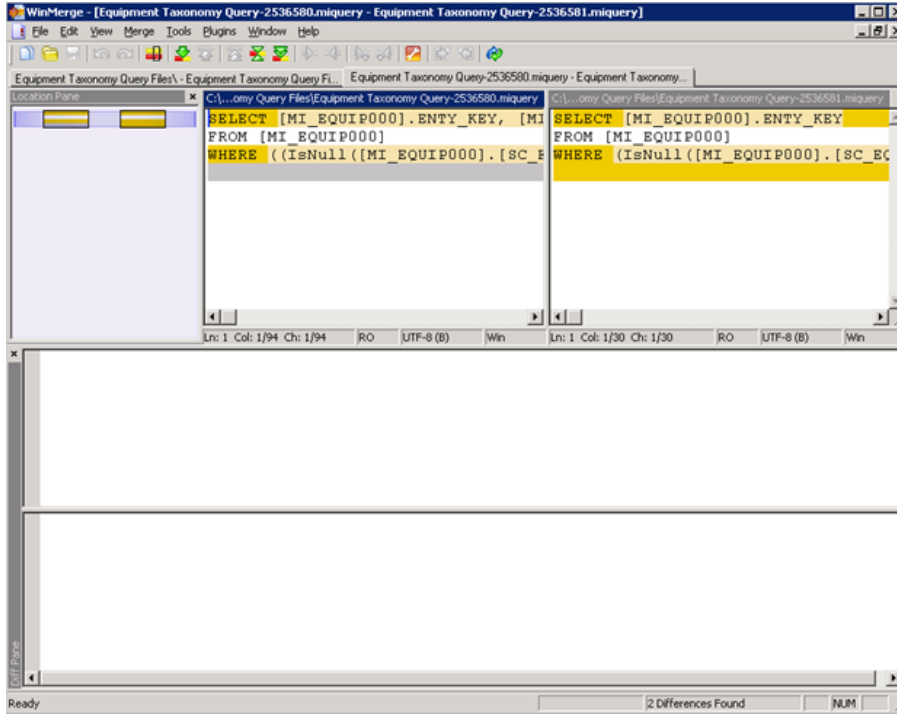 WinMerge - [Equipment Taxonomy Query-2536580.miquery - Equipment Taxonomy Query-2536581.miquery]
File Edit View Merge Tools Plugins Window Help
Equipment Taxonomy Query Files\ - Equipment Taxonomy Query Fi... Equipment Taxonomy Query-2536580.miquery - Equipment Taxonomy...
Location Pane
C:\...omy Query Files\Equipment Taxonomy Query-2536580.miquery
SELECT [MI_EQUIP000].ENTY_KEY, [MI
FROM [MI_EQUIP000]
WHERE ((IsNull([MI_EQUIP000].[SC_E
Ln: 1 Col: 1/94 Ch: 1/94 RO UTF-8 (B) Win
C:\...omy Query Files\Equipment Taxonomy Query-2536581.miquery
SELECT [MI_EQUIP000].ENTY_KEY
FROM [MI_EQUIP000]
WHERE (IsNull([MI_EQUIP000].[SC_EQ
Ln: 1 Col: 1/30 Ch: 1/30 RO UTF-8 (B) Win
Diff Pane
Ready 2 Differences Found NUM